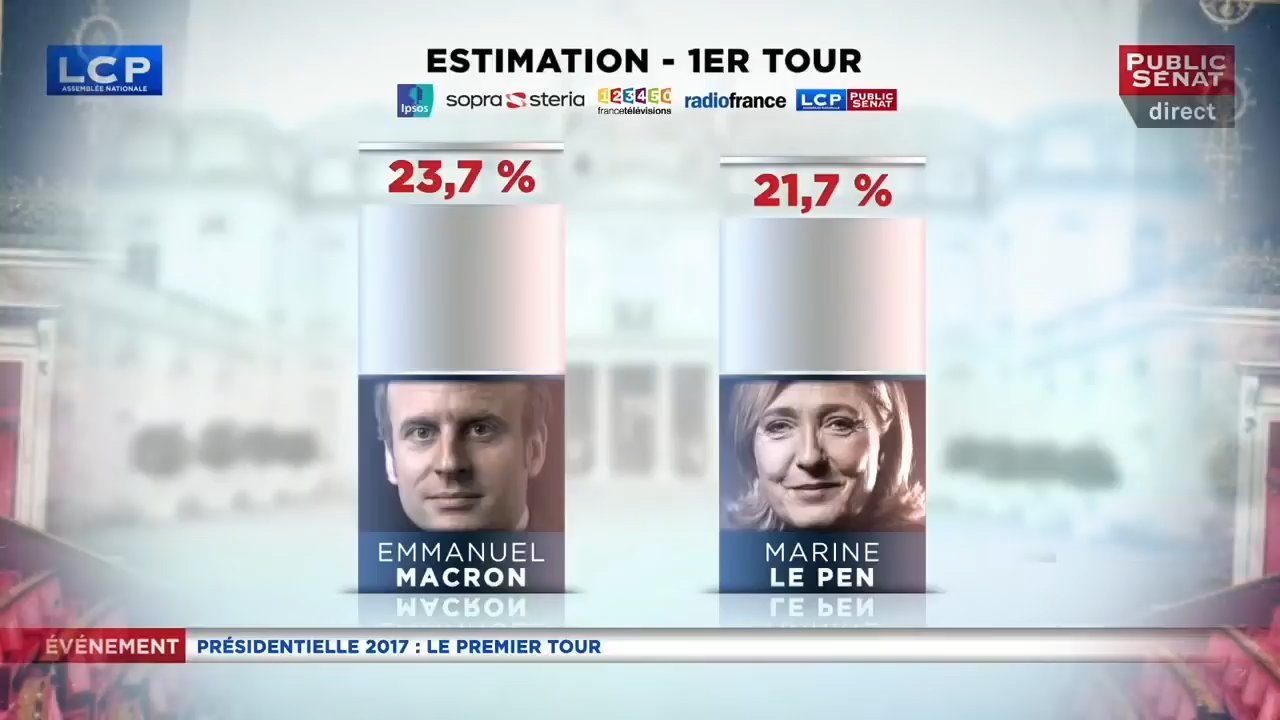 LCP
ASSEMBLÉE NATIONALE
ESTIMATION - 1ER TOUR
PUBLIC
SÉNAT
direct
Ipsos
sopra steria
123450
francetélévisions
radiofrance
LCP
PUBLIC
SÉNAT
23,7 %
21,7 %
EMMANUEL
MACRON
MARINE
LE PEN
ÉVÉNEMENT
PRÉSIDENTIELLE 2017 : LE PREMIER TOUR